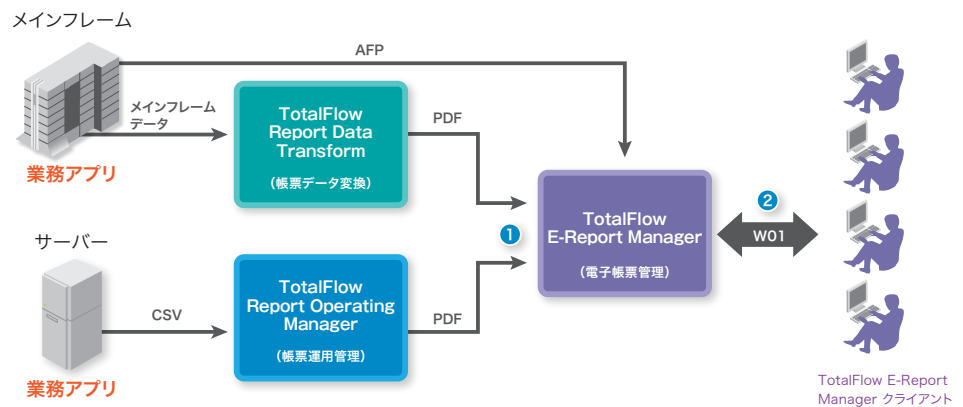 メインフレーム
AFP
メインフレーム
データ
業務アプリ
TotalFlow
Report Data
Transform
（帳票データ変換）
PDF
サーバー
CSV
業務アプリ
TotalFlow
Report Operating
Manager
（帳票運用管理）
PDF
1
TotalFlow
E-Report Manager
（電子帳票管理）
2
W01
TotalFlow E-Report
Manager クライアント